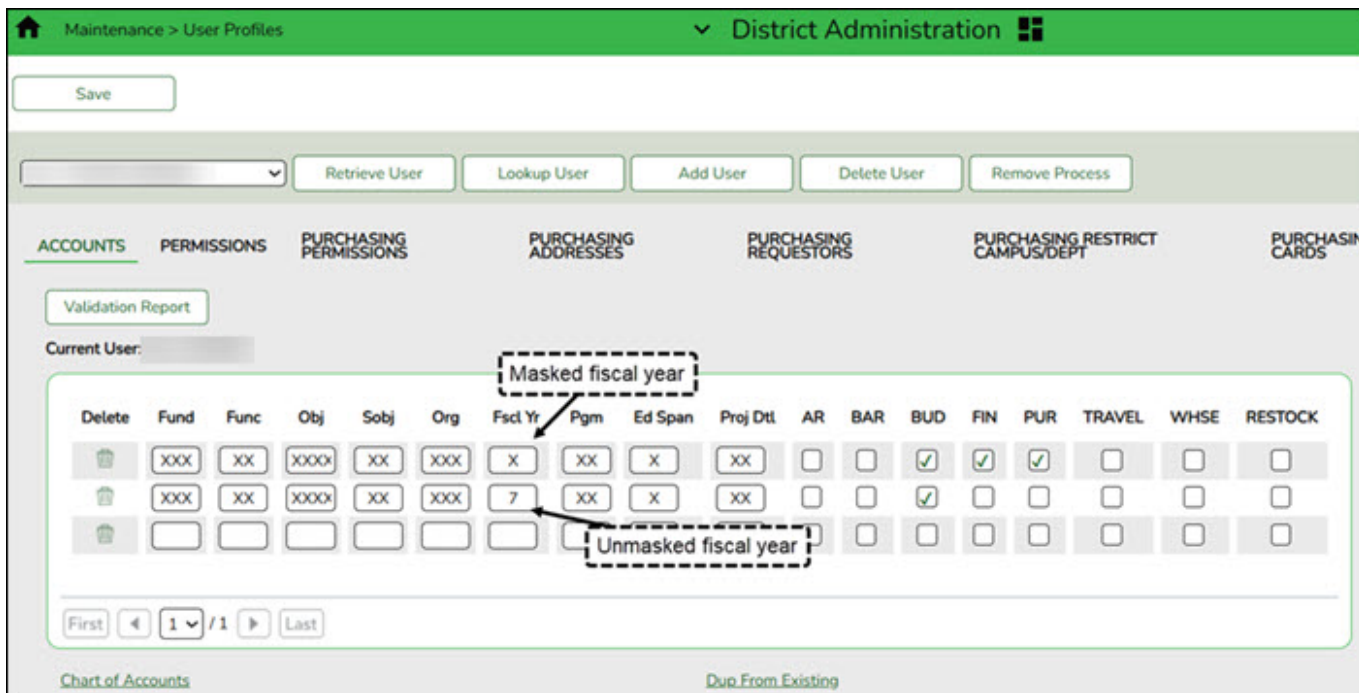 Maintenance > User Profiles
District Administration
Save
Retrieve User
Lookup User
Add User
Delete User
Remove Process
ACCOUNTS
PERMISSIONS
PURCHASING PERMISSIONS
PURCHASING ADDRESSES
PURCHASING REQUESTORS
PURCHASING RESTRICT CAMPUS/DEPT
PURCHASIN CARDS
Validation Report
Current User:
Masked fiscal year
Delete Fund Func Obj Sobj Org Fscl Yr Pgm Ed Span Proj Dtl AR BAR BUD FIN PUR TRAVEL WHSE RESTOCK
XXX XX XXXX XX XXX X XX X XX
XXX XX XXXX XX XXX 7 XX X XX
Unmasked fiscal year
First 1 / 1 Last
Chart of Accounts
Dup From Existing